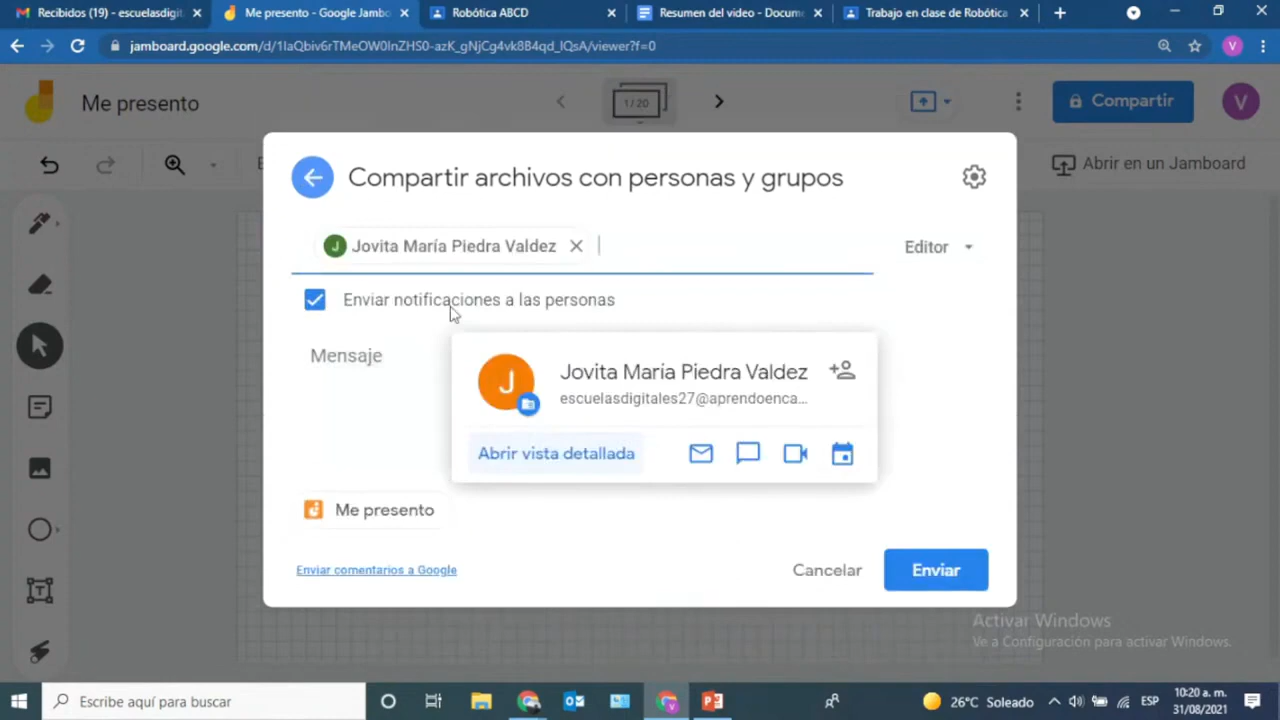 Recibidos (19) - escuelasdigit
Me presento - Google Jambo
Robótica ABCD
Resumen del video - Docume
Trabajo en clase de Robótica
jamboard.google.com/d/1IaQbiv6rTMeOW0InZHS0-azK_gNjCg4vk8B4qd_IQsA/viewer?f=0
V
Me presento
1/20
Compartir
V
Abrir en un Jamboard
Compartir archivos con personas y grupos
J Jovita María Piedra Valdez
Editor
Enviar notificaciones a las personas
Mensaje
J
Jovita María Piedra Valdez
escuelasdigitales27@aprendoenca...
Abrir vista detallada
Me presento
Enviar comentarios a Google
Cancelar
Enviar
Activar Windows
Ve a Configuración para activar Windows.
Escribe aquí para buscar
26°C Soleado
ESP
10:20 a. m.
31/08/2021